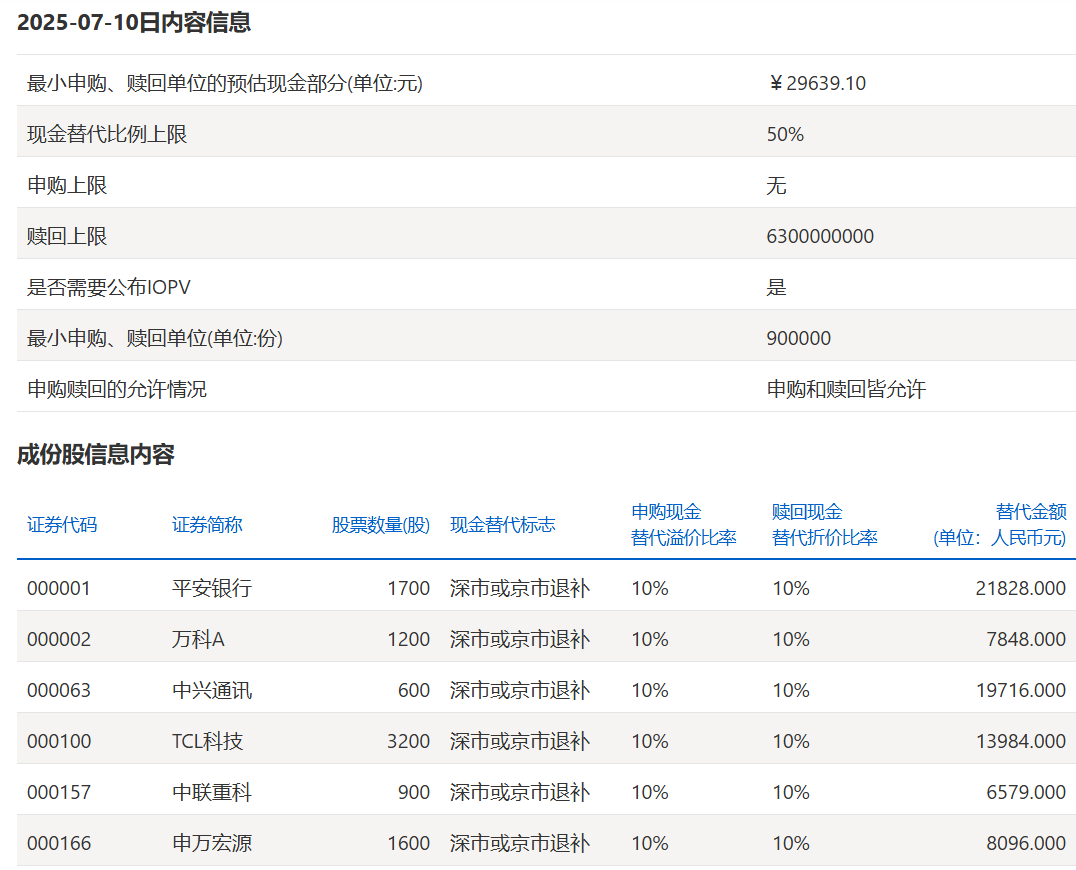 2025-07-10日内容信息
最小申购、赎回单位的预估现金部分(单位:元) ￥29639.10
现金替代比例上限 50%
申购上限 无
赎回上限 6300000000
是否需要公布IOPV 是
最小申购、赎回单位(单位:份) 900000
申购赎回的允许情况 申购和赎回皆允许
成份股信息内容
证券代码 证券简称 股票数量(股) 现金替代标志 申购现金替代溢价比率 赎回现金替代折价比率 替代金额(单位：人民币元)
000001 平安银行 1700 深市或京市退补 10% 10% 21828.000
000002 万科A 1200 深市或京市退补 10% 10% 7848.000
000063 中兴通讯 600 深市或京市退补 10% 10% 19716.000
000100 TCL科技 3200 深市或京市退补 10% 10% 13984.000
000157 中联重科 900 深市或京市退补 10% 10% 6579.000
000166 申万宏源 1600 深市或京市退补 10% 10% 8096.000